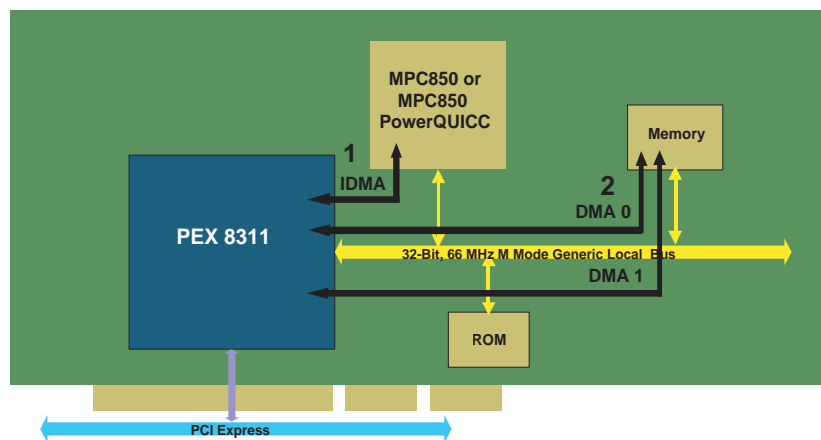 MPC850 or
MPC850
PowerQUICC
Memory
1
IDMA
2
DMA 0
PEX 8311
32-Bit, 66 MHz M Mode Generic Local Bus
DMA 1
ROM
PCI Express